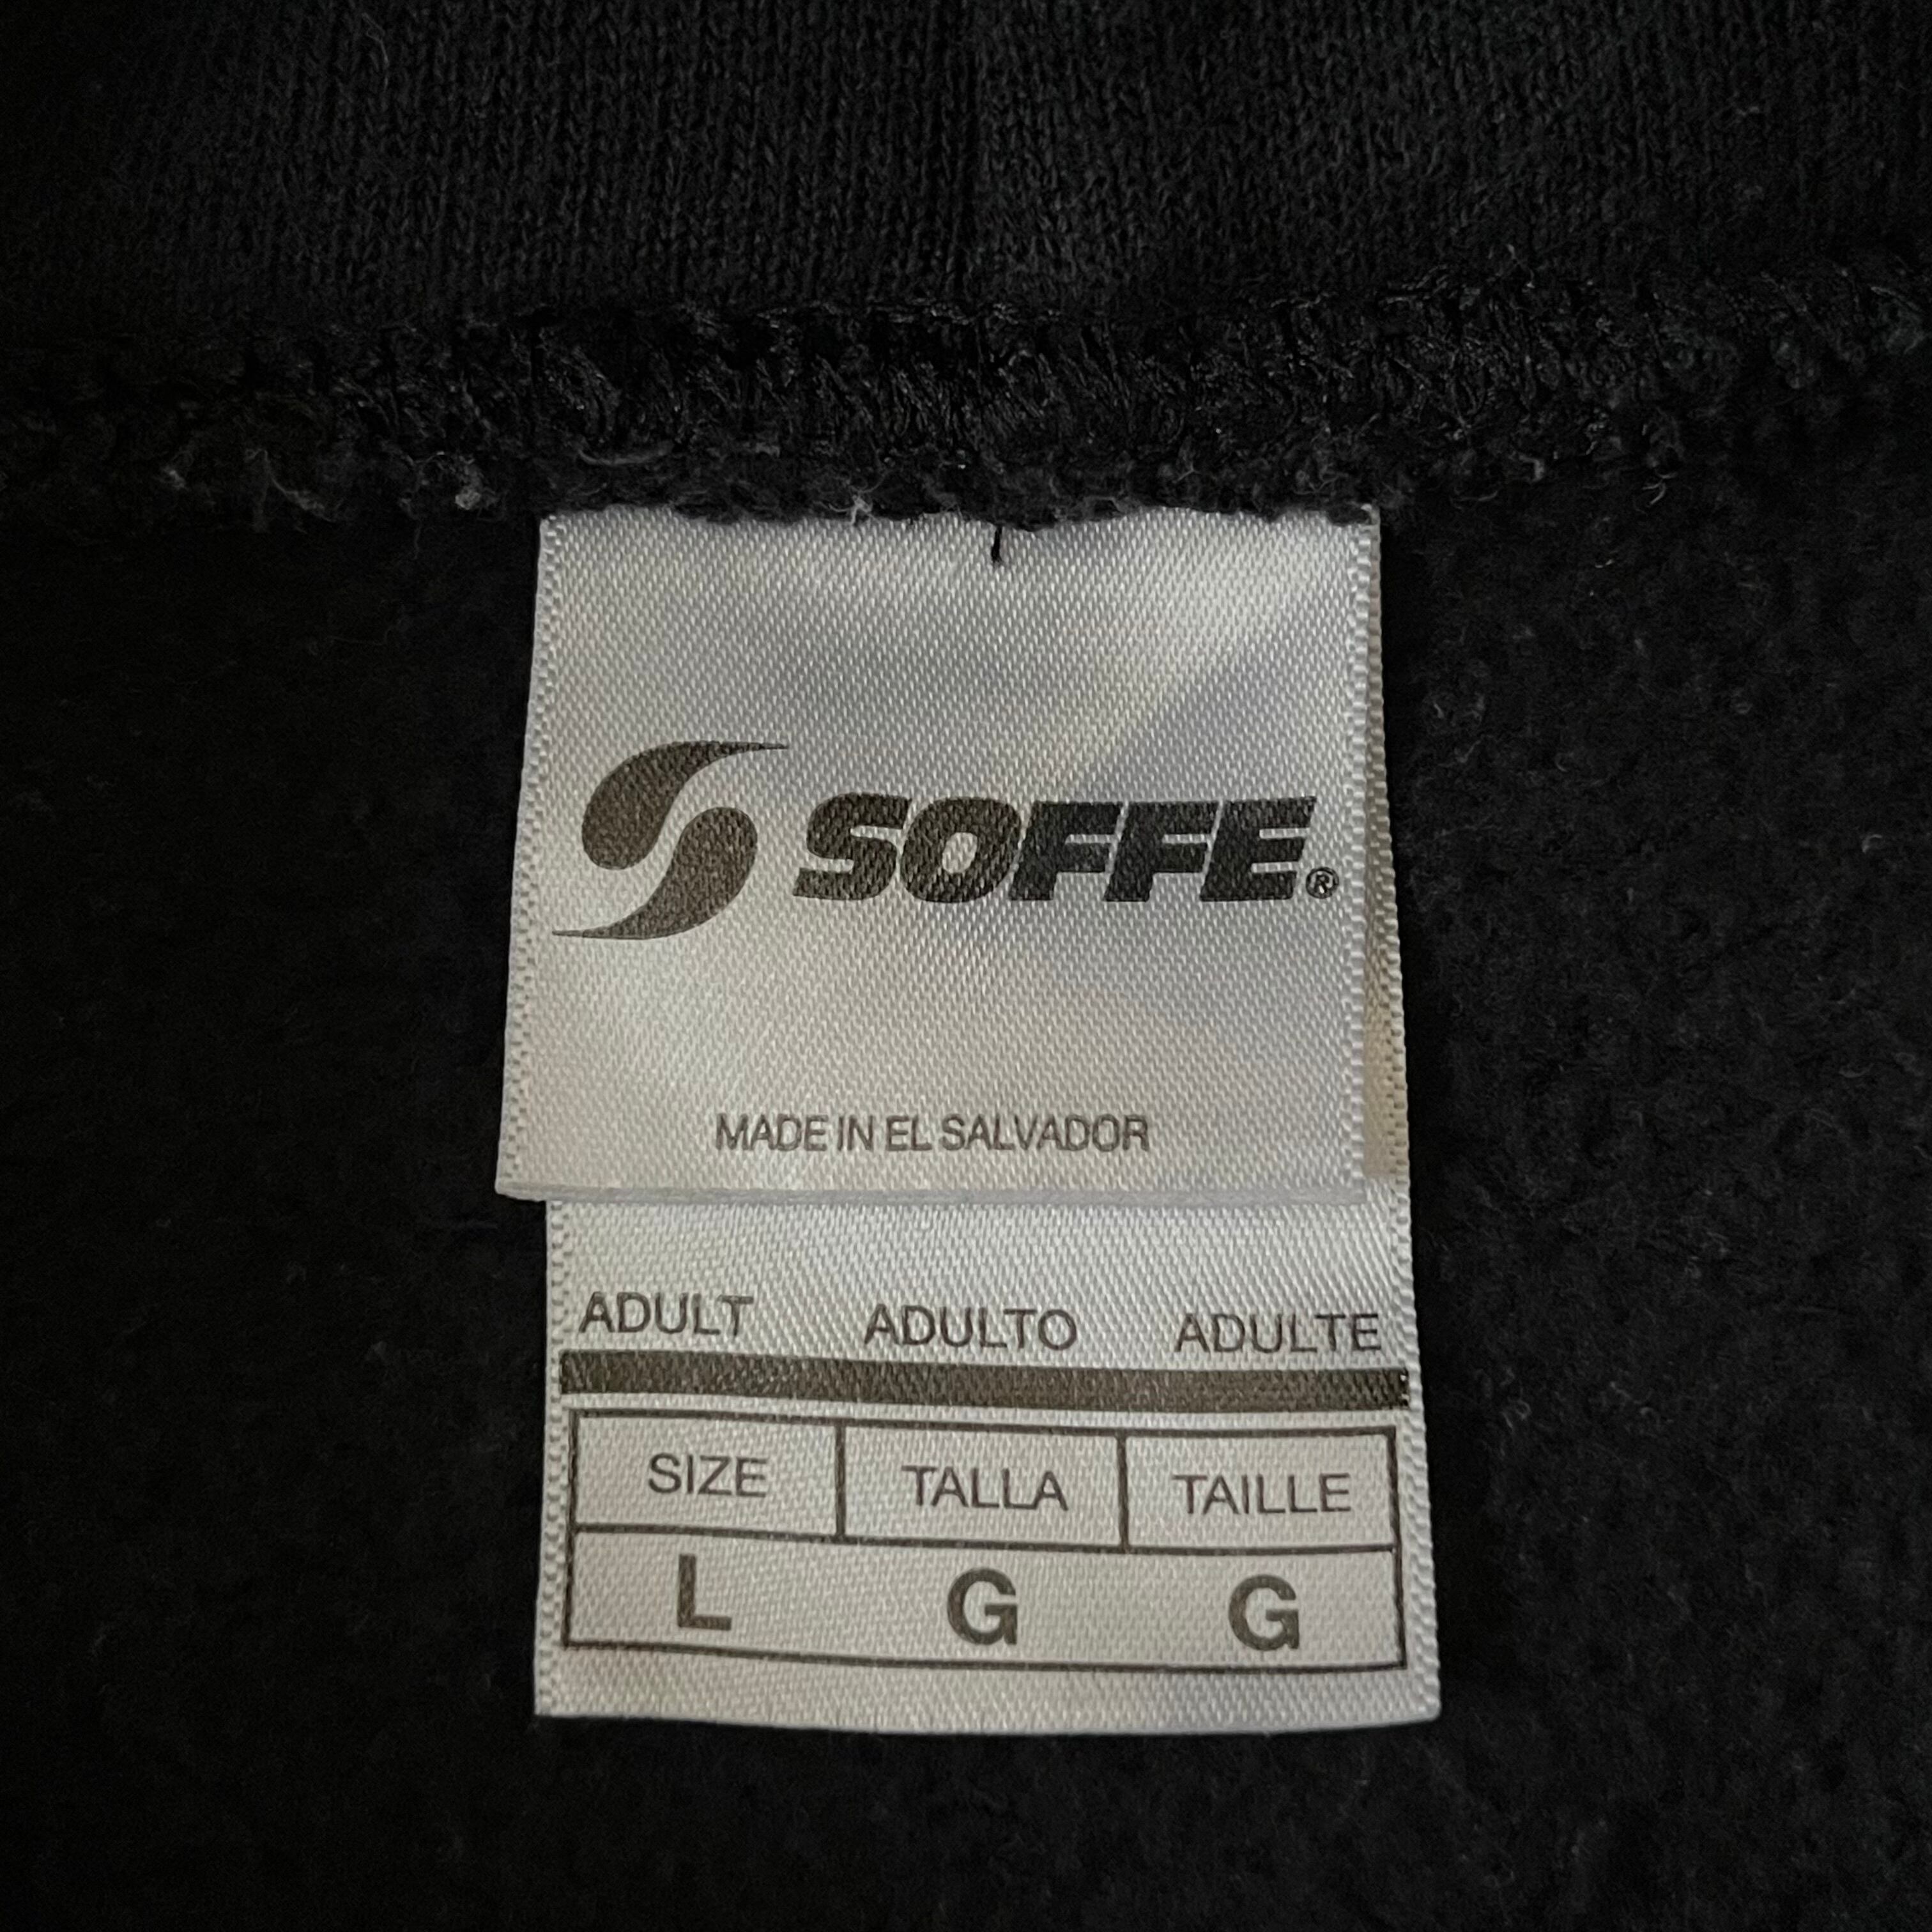 SOFFE®
MADE IN EL SALVADOR
ADULT ADULTO ADULTE
SIZE TALLA TAILLE
L G G